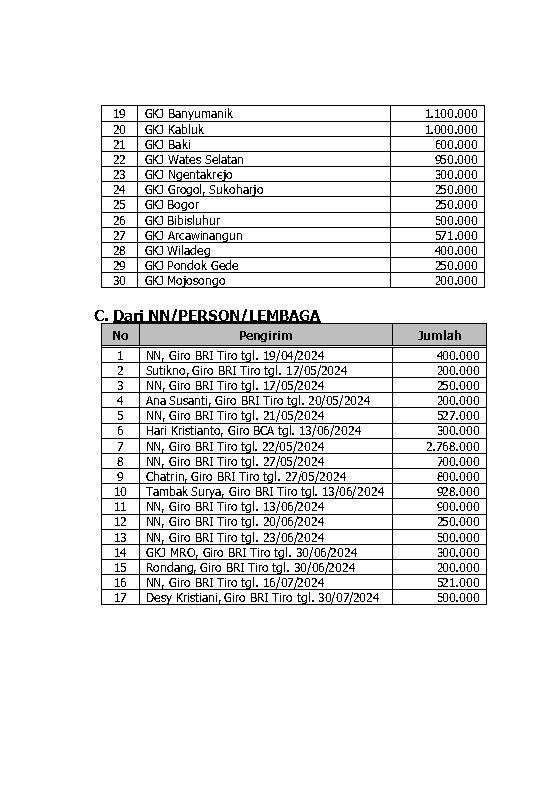 19 GKJ Banyumanik 1.100.000
20 GKJ Kabluk 1.000.000
21 GKJ Baki 600.000
22 GKJ Wates Selatan 950.000
23 GKJ Ngentakrejo 300.000
24 GKJ Grogol, Sukoharjo 250.000
25 GKJ Bogor 250.000
26 GKJ Bibisluhur 500.000
27 GKJ Arcawinangun 571.000
28 GKJ Wiladeg 400.000
29 GKJ Pondok Gede 250.000
30 GKJ Mojosongo 200.000
C. Dari NN/PERSON/LEMBAGA
No Pengirim Jumlah
1 NN, Giro BRI Tiro tgl. 19/04/2024 400.000
2 Sutikno, Giro BRI Tiro tgl. 17/05/2024 200.000
3 NN, Giro BRI Tiro tgl. 17/05/2024 250.000
4 Ana Susanti, Giro BRI Tiro tgl. 20/05/2024 200.000
5 NN, Giro BRI Tiro tgl. 21/05/2024 527.000
6 Hari Kristianto, Giro BCA tgl. 13/06/2024 300.000
7 NN, Giro BRI Tiro tgl. 22/05/2024 2.768.000
8 NN, Giro BRI Tiro tgl. 27/05/2024 700.000
9 Chatrin, Giro BRI Tiro tgl. 27/05/2024 800.000
10 Tambak Surya, Giro BRI Tiro tgl. 13/06/2024 928.000
11 NN, Giro BRI Tiro tgl. 13/06/2024 900.000
12 NN, Giro BRI Tiro tgl. 20/06/2024 250.000
13 NN, Giro BRI Tiro tgl. 23/06/2024 500.000
14 GKJ MRO, Giro BRI Tiro tgl. 30/06/2024 300.000
15 Rondang, Giro BRI Tiro tgl. 30/06/2024 200.000
16 NN, Giro BRI Tiro tgl. 16/07/2024 521.000
17 Desy Kristiani, Giro BRI Tiro tgl. 30/07/2024 500.000